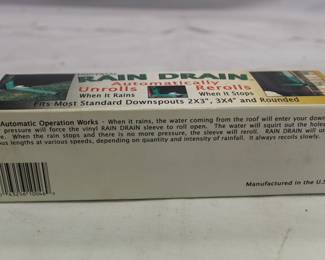 RAIN DRAIN
Automatically
Unrolls Rerolls
When It Rains When It Stops
Fits Most Standard Downspouts 2X3", 3X4" and Rounded
Automatic Operation Works - When it rains, the water coming from the roof will enter your down
pressure will force the vinyl RAIN DRAIN sleeve to roll open. The water will squirt out the holes
When the rain stops and there is no more pressure, the sleeve will reroll. RAIN DRAIN will un
ous lengths at various speeds, depending on quantity and intensity of rainfall. It always recoils slowly.
Manufactured in the U.S